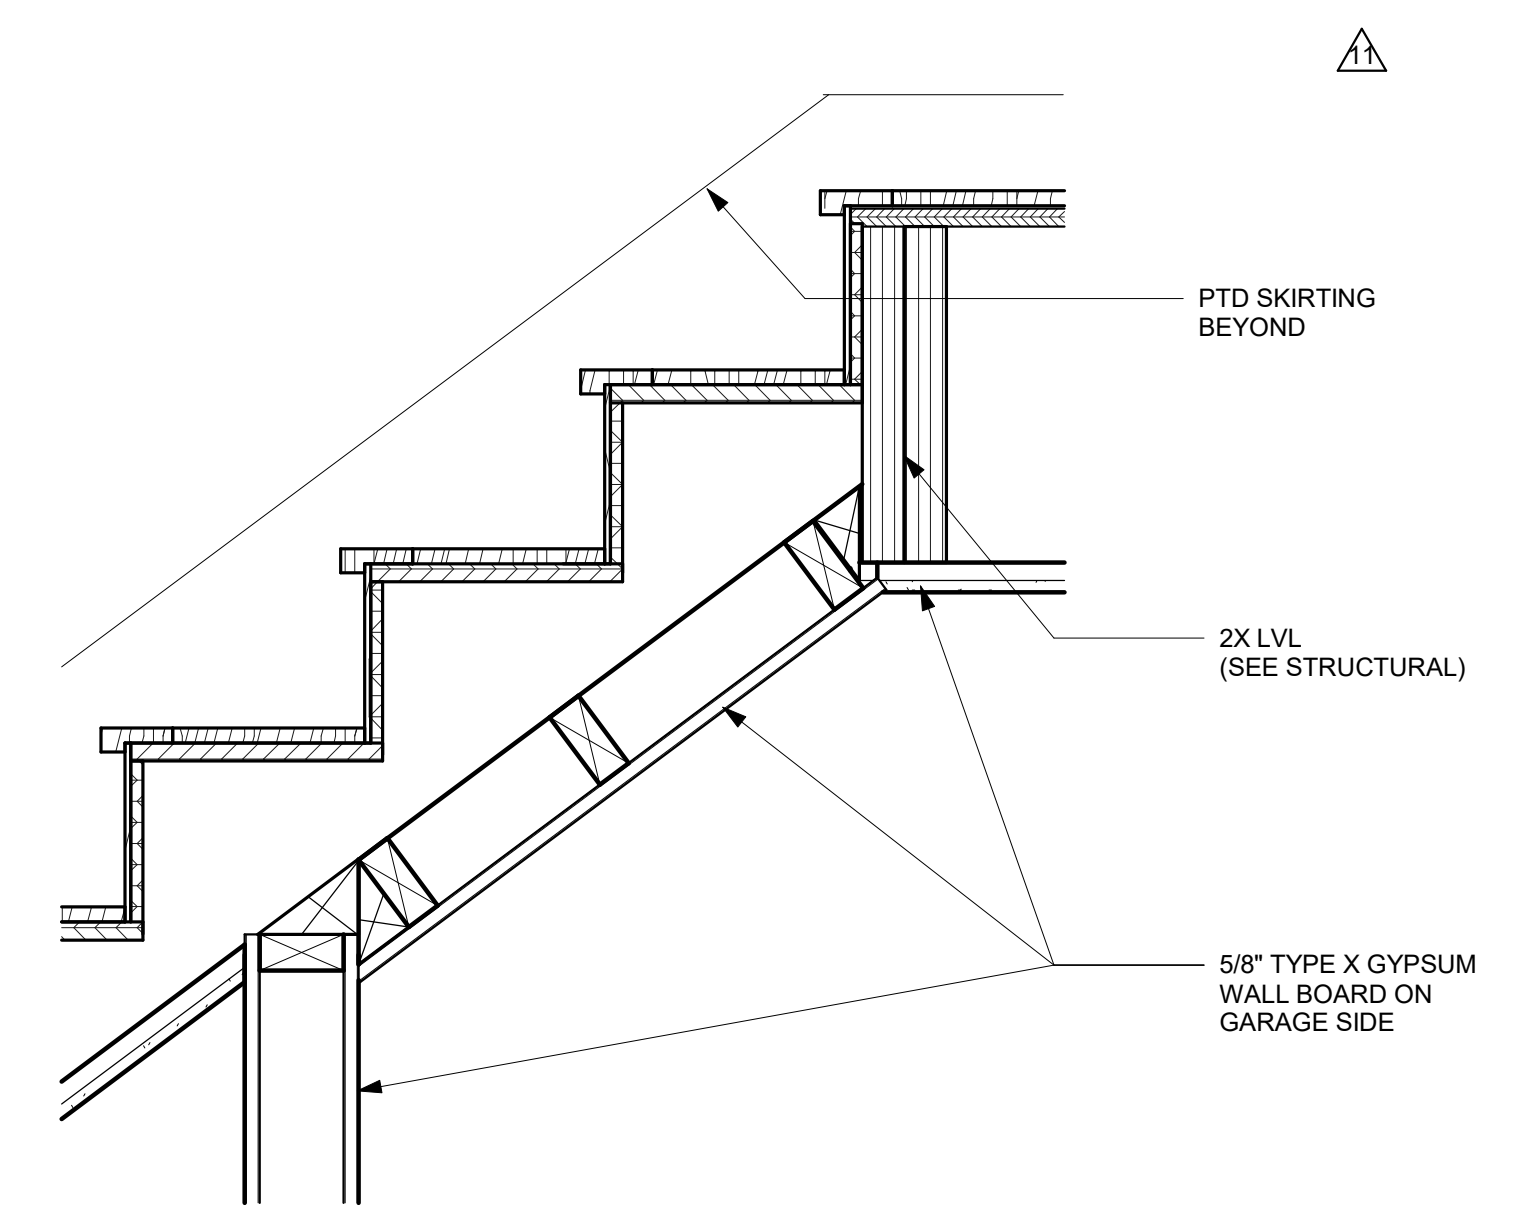 11
PTD SKIRTING
BEYOND
2X LVL
(SEE STRUCTURAL)
5/8" TYPE X GYPSUM
WALL BOARD ON
GARAGE SIDE